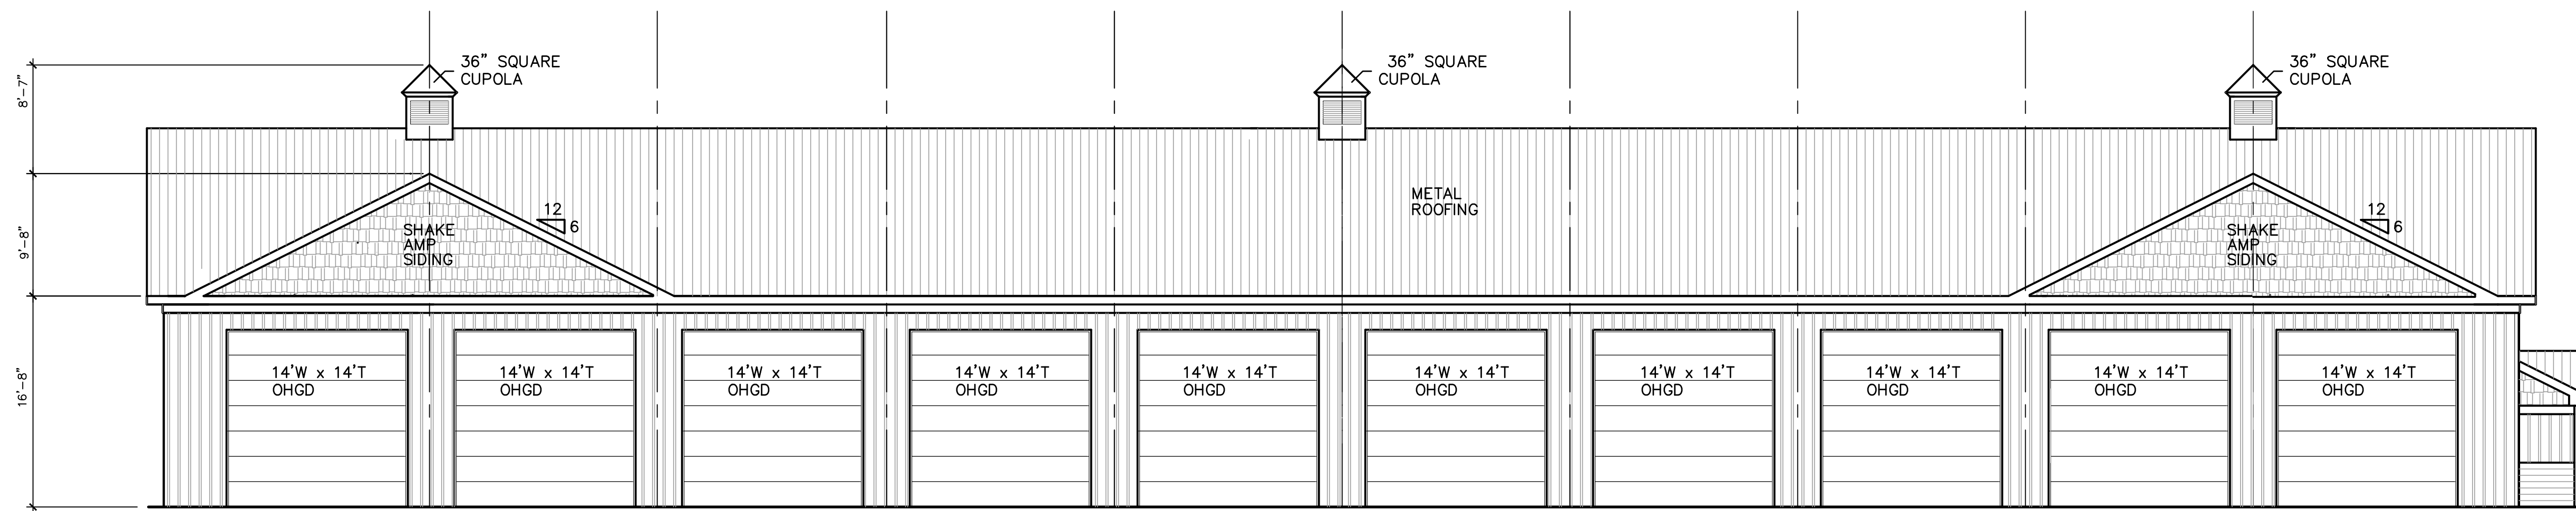 36" SQUARE
CUPOLA
36" SQUARE
CUPOLA
36" SQUARE
CUPOLA
8'-7"
9'-8"
16'-8"
12
6
SHAKE
AMP
SIDING
METAL
ROOFING
12
6
SHAKE
AMP
SIDING
14'W x 14'T
OHGD
14'W x 14'T
OHGD
14'W x 14'T
OHGD
14'W x 14'T
OHGD
14'W x 14'T
OHGD
14'W x 14'T
OHGD
14'W x 14'T
OHGD
14'W x 14'T
OHGD
14'W x 14'T
OHGD
14'W x 14'T
OHGD